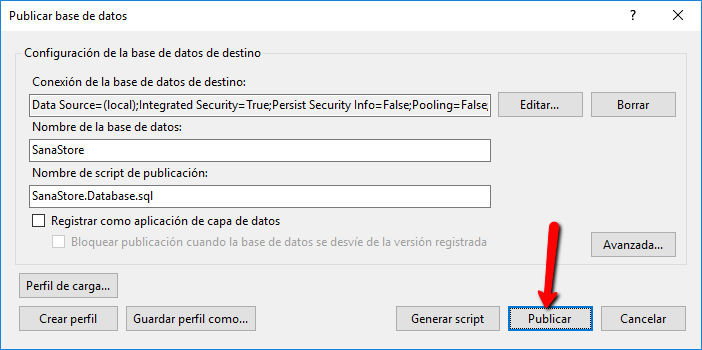 Publicar base de datos
?
Configuración de la base de datos de destino
Conexión de la base de datos de destino:
Data Source=(local);Integrated Security=True;Persist Security Info=False;Pooling=False;
Editar...
Borrar
Nombre de la base de datos:
SanaStore
Nombre de script de publicación:
SanaStore.Database.sql
Registrar como aplicación de capa de datos
Bloquear publicación cuando la base de datos se desvíe de la versión registrada
Avanzada...
Perfil de carga...
Crear perfil
Guardar perfil como...
Generar script
Publicar
Cancelar